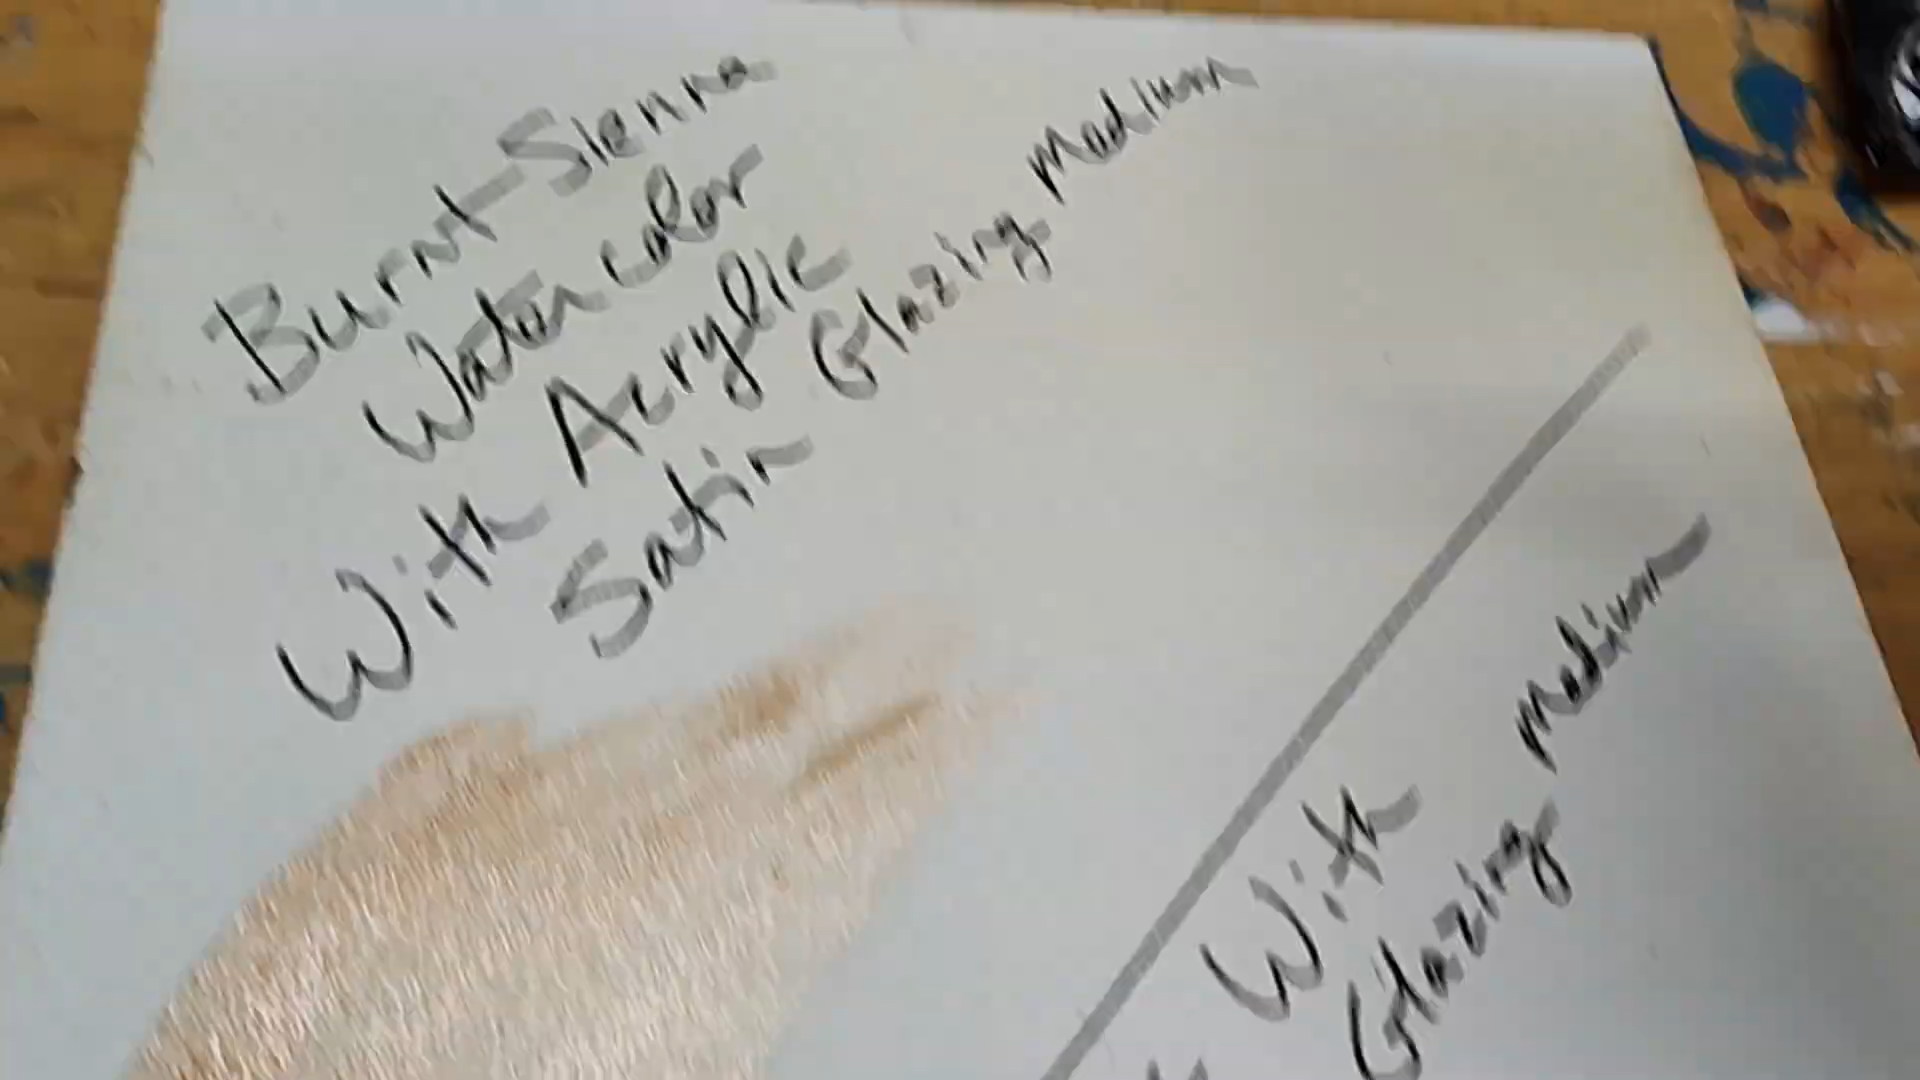 Burnt Sienna
Watercolor
With Acrylic
Satin Glazing Medium
With
Glazing Medium